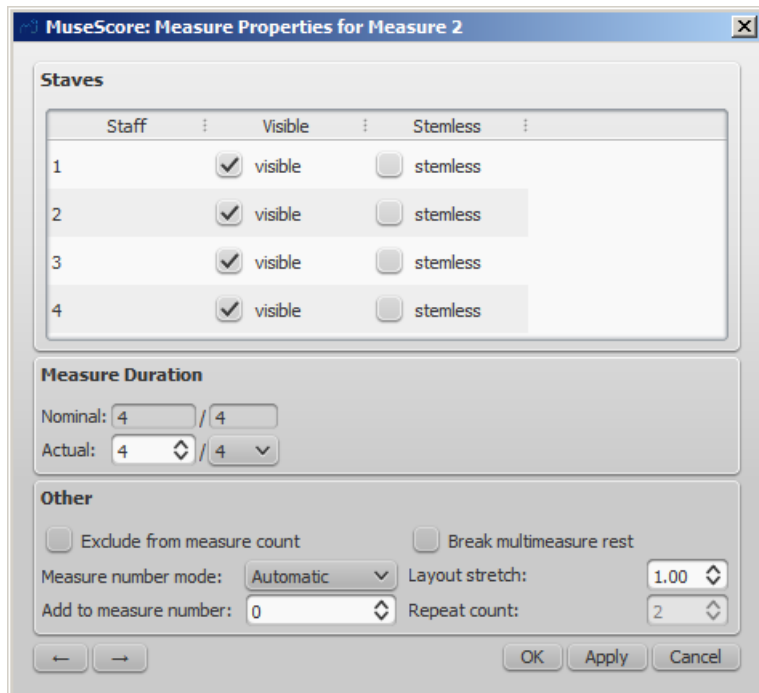 MuseScore: Measure Properties for Measure 2
Staves
Staff Visible Stemless
1 visible stemless
2 visible stemless
3 visible stemless
4 visible stemless
Measure Duration
Nominal: 4 / 4
Actual: 4 / 4
Other
Exclude from measure count Break multimeasure rest
Measure number mode: Automatic Layout stretch: 1.00
Add to measure number: 0 Repeat count: 2
← → OK Apply Cancel